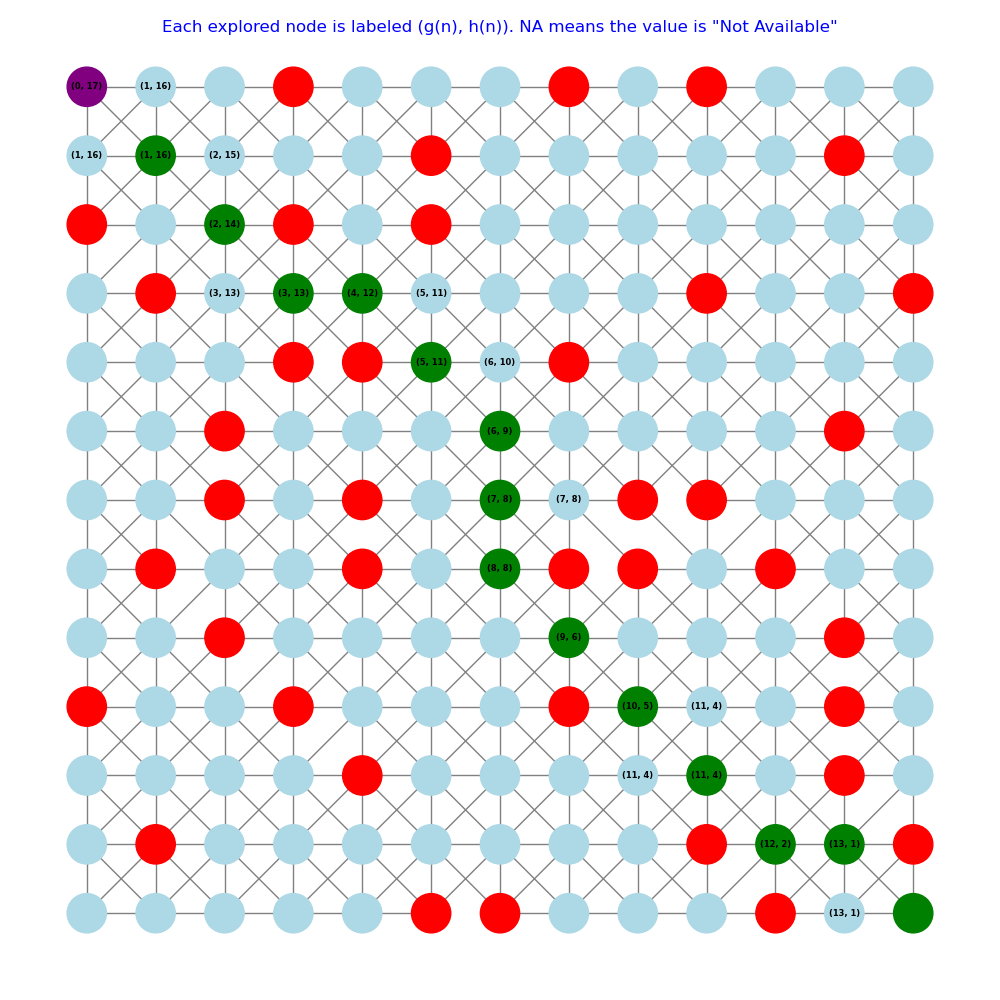 Each explored node is labeled (g(n), h(n)). NA means the value is "Not Available"
(0, 17) (1, 16)
(1, 16) (1, 16) (2, 15)
(2, 14)
(3, 13) (3, 13) (4, 12) (5, 11)
(5, 11) (6, 10)
(6, 9)
(7, 8) (7, 8)
(8, 8)
(9, 6)
(10, 5) (11, 4)
(11, 4) (11, 4)
(12, 2) (13, 1)
(13, 1)